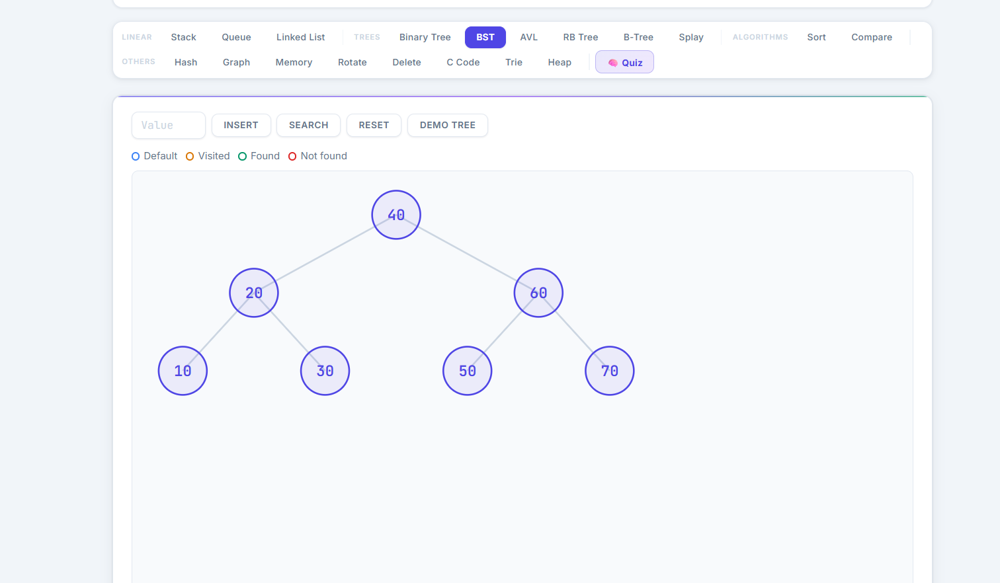 LINEAR Stack Queue Linked List TREES Binary Tree BST AVL RB Tree B-Tree Splay ALGORITHMS Sort Compare
OTHERS Hash Graph Memory Rotate Delete C Code Trie Heap 🧠 Quiz
Value INSERT SEARCH RESET DEMO TREE
Default Visited Found Not found
40
20 60
10 30 50 70